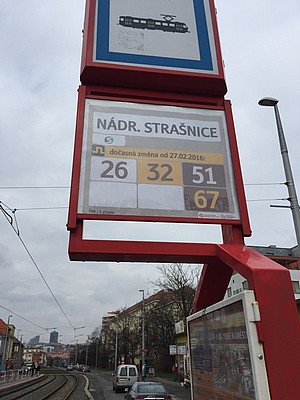 NÁDR. STRAŠNICE
S
dočasná změna od 27.02.2016:
26 32 51
67